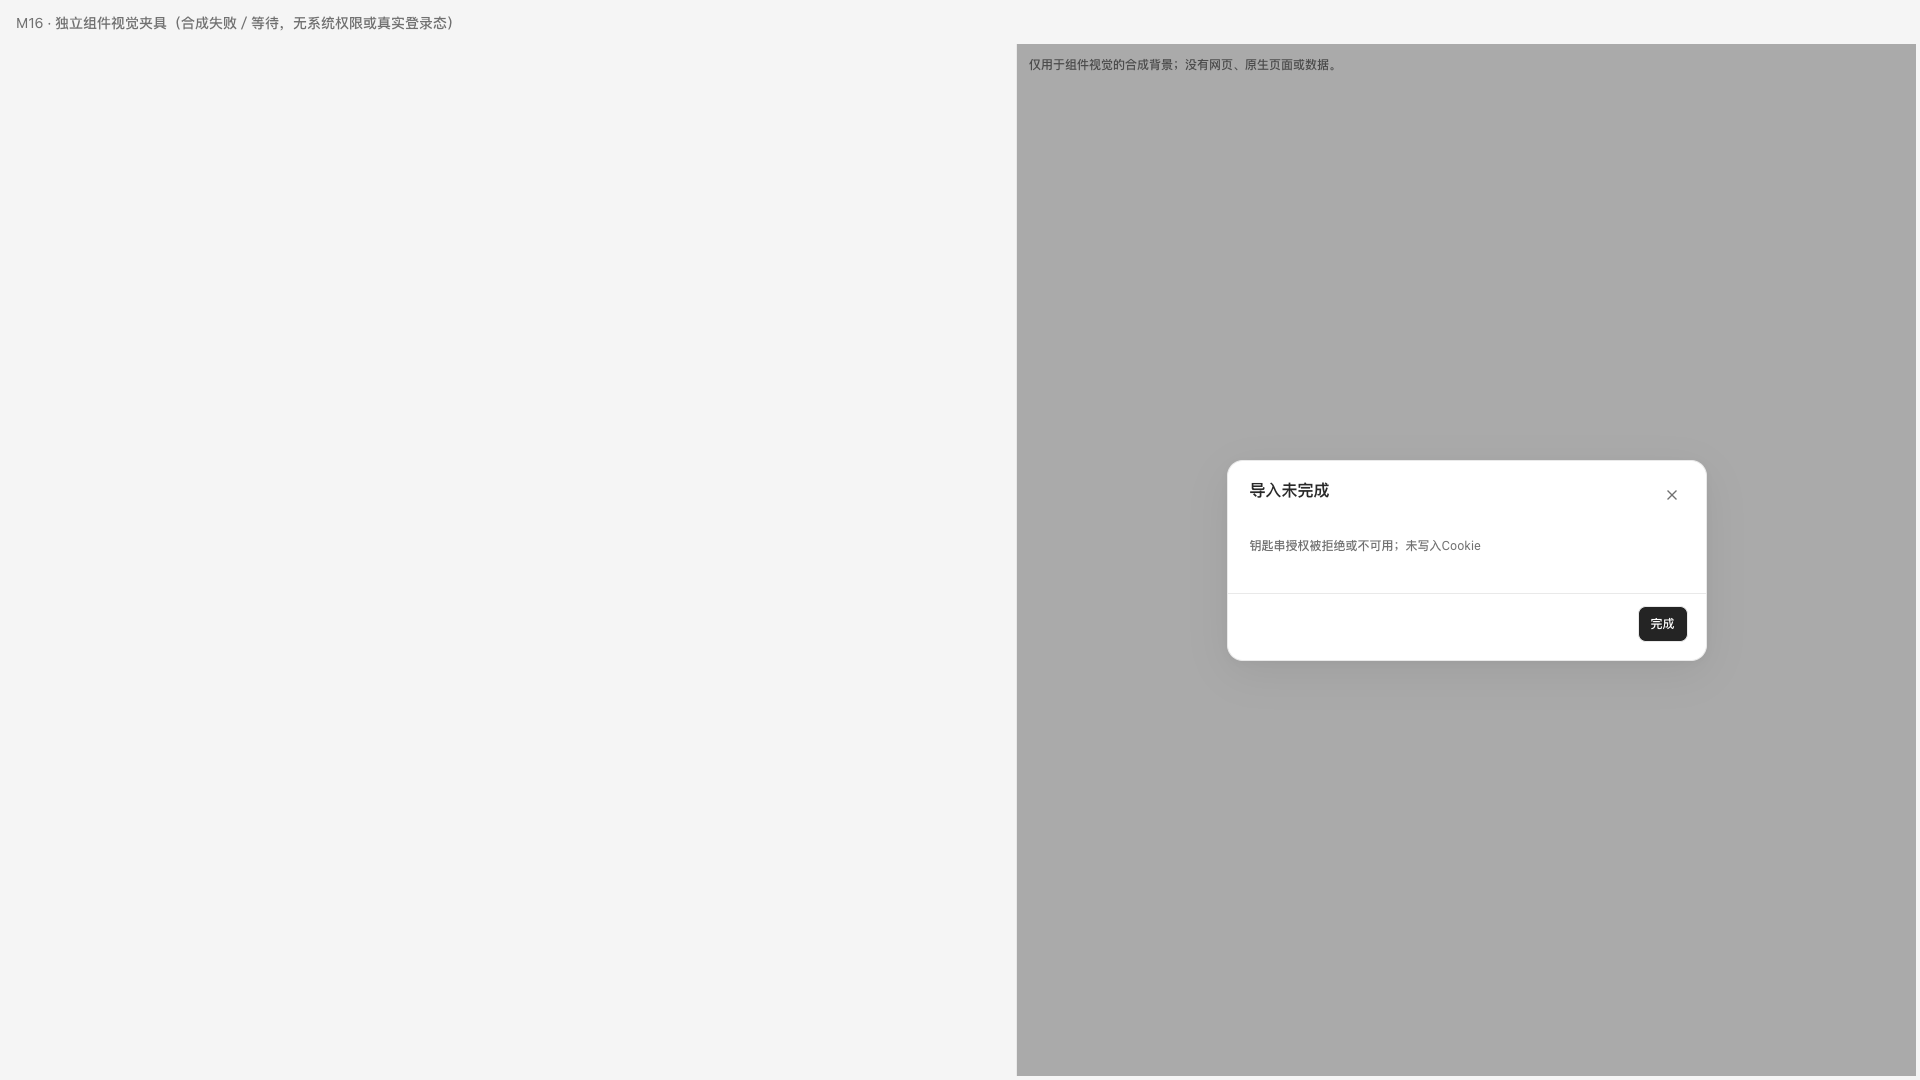 M16 · 独立组件视觉夹具（合成失败 / 等待，无系统权限或真实登录态）
仅用于组件视觉的合成背景；没有网页、原生页面或数据。
导入未完成
钥匙串授权被拒绝或不可用；未写入Cookie
完成